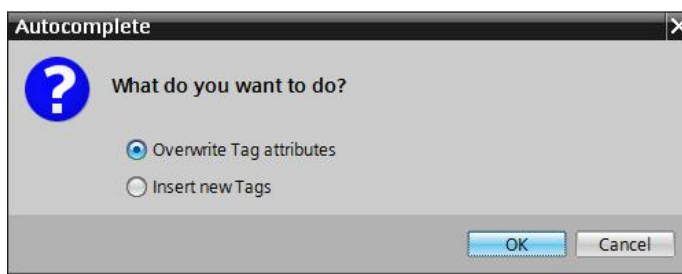 Autocomplete
What do you want to do?
Overwrite Tag attributes
Insert new Tags
OK Cancel